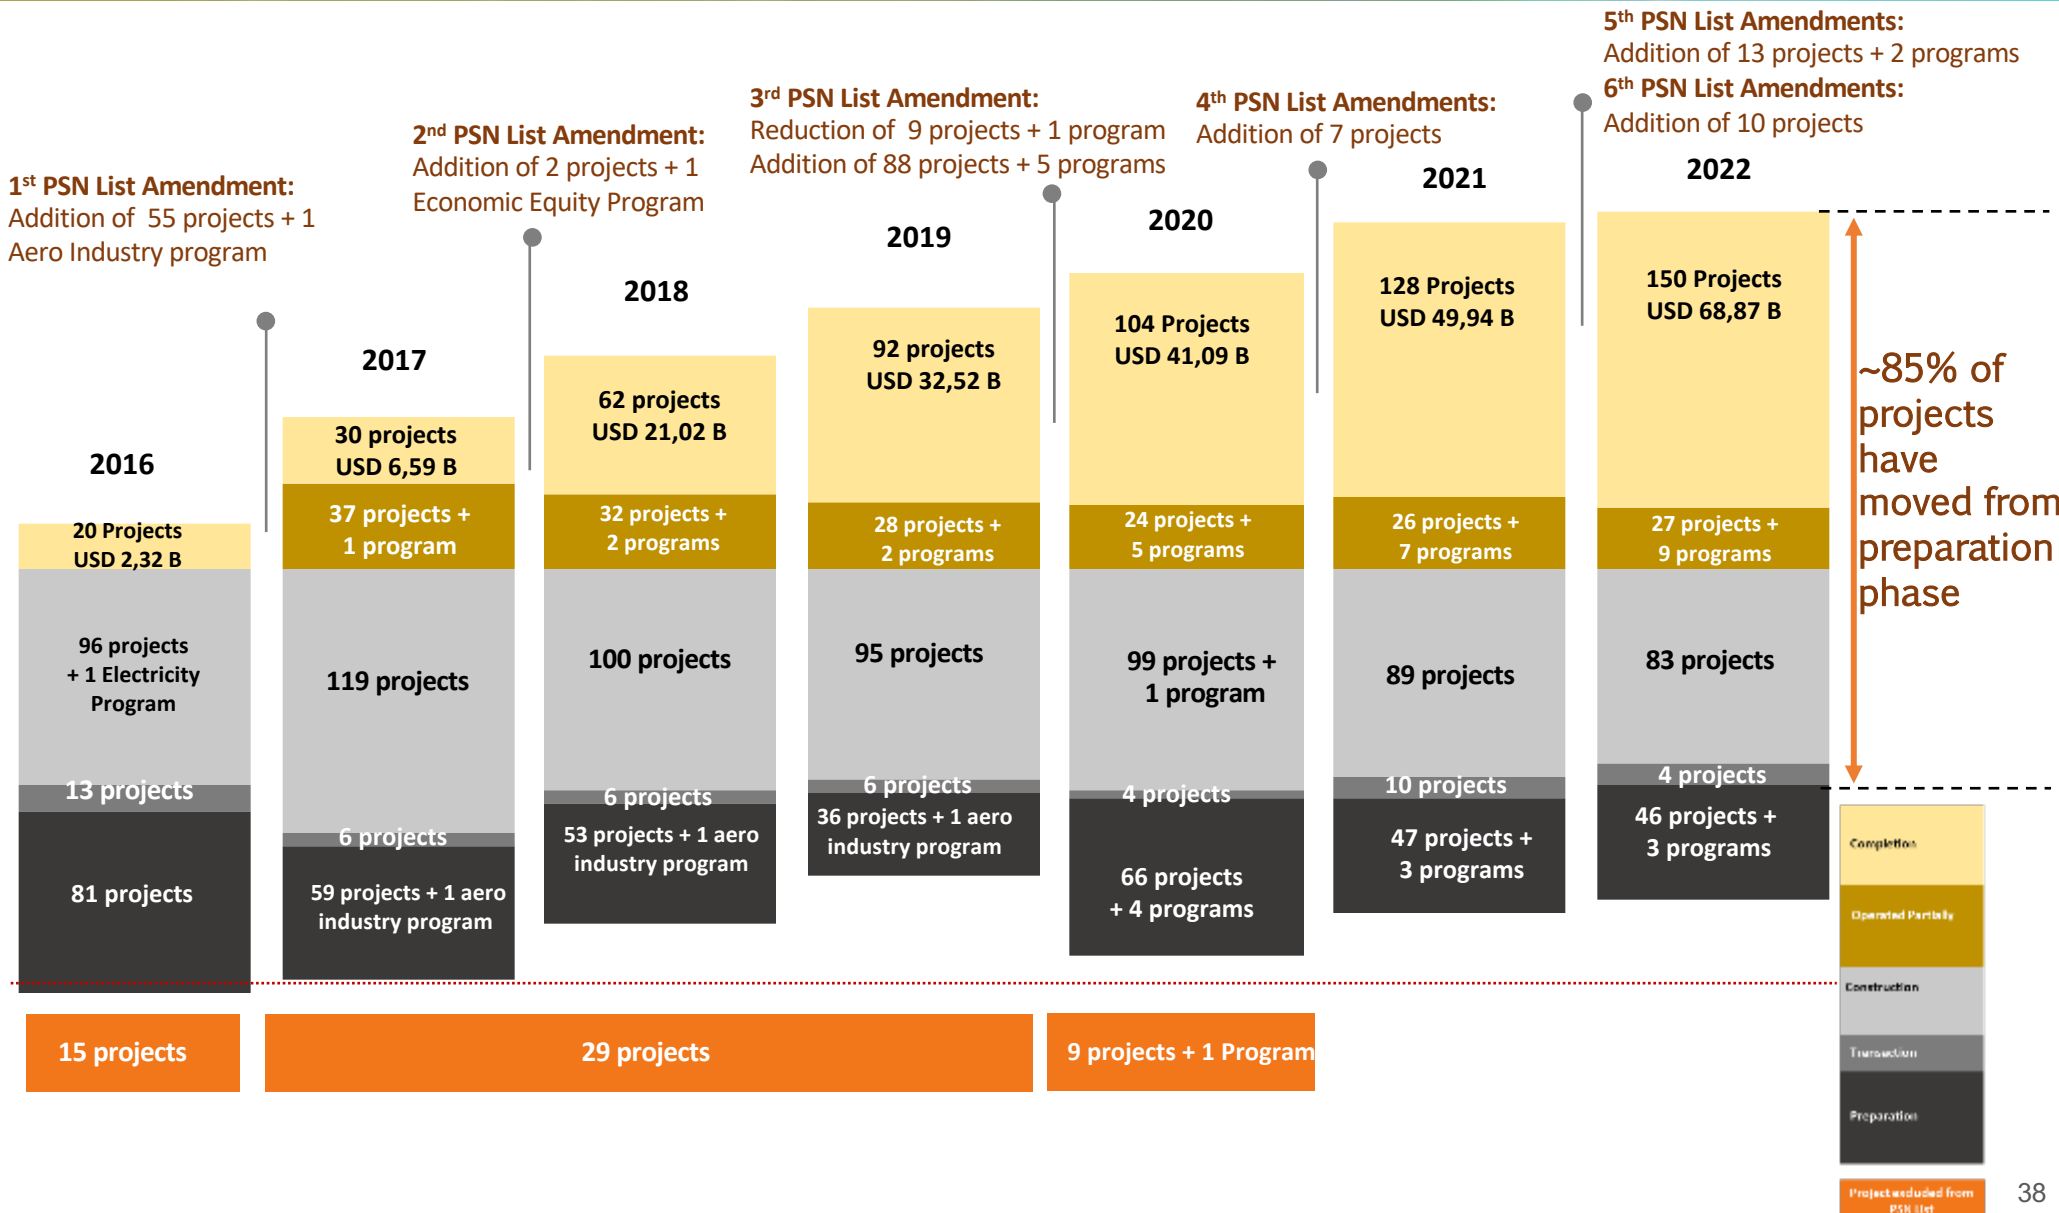 1st PSN List Amendment:
Addition of 55 projects + 1
Aero Industry program
2nd PSN List Amendment:
Addition of 2 projects + 1
Economic Equity Program
3rd PSN List Amendment:
Reduction of 9 projects + 1 program
Addition of 88 projects + 5 programs
4th PSN List Amendments:
Addition of 7 projects
5th PSN List Amendments:
Addition of 13 projects + 2 programs
6th PSN List Amendments:
Addition of 10 projects
2016
20 Projects
USD 2,32 B
96 projects
+ 1 Electricity
Program
13 projects
81 projects
2017
30 projects
USD 6,59 B
37 projects +
1 program
119 projects
6 projects
59 projects + 1 aero
industry program
2018
62 projects
USD 21,02 B
32 projects +
2 programs
100 projects
6 projects
53 projects + 1 aero
industry program
2019
92 projects
USD 32,52 B
28 projects +
2 programs
95 projects
6 projects
36 projects + 1 aero
industry program
2020
104 Projects
USD 41,09 B
24 projects +
5 programs
99 projects +
1 program
4 projects
66 projects
+ 4 programs
2021
128 Projects
USD 49,94 B
26 projects +
7 programs
89 projects
10 projects
47 projects +
3 programs
2022
150 Projects
USD 68,87 B
27 projects +
9 programs
83 projects
4 projects
46 projects +
3 programs
~85% of
projects
have
moved from
preparation
phase
15 projects
29 projects
9 projects + 1 Program
Completion
Operated Partially
Construction
Transaction
Preparation
Project excluded from
PSN List
38